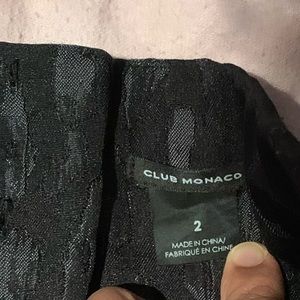 CLUB MONACO
2
MADE IN CHINA/
FABRIQUÉ EN CHINE